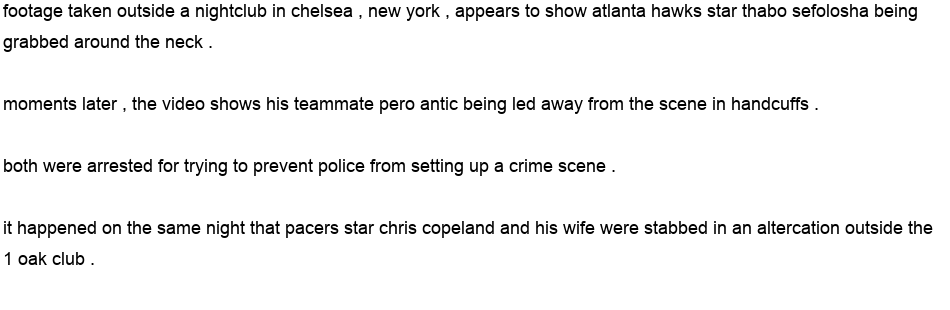 footage taken outside a nightclub in chelsea , new york , appears to show atlanta hawks star thabo sefolosha being
grabbed around the neck .
moments later , the video shows his teammate pero antic being led away from the scene in handcuffs .
both were arrested for trying to prevent police from setting up a crime scene .
it happened on the same night that pacers star chris copeland and his wife were stabbed in an altercation outside the
1 oak club .